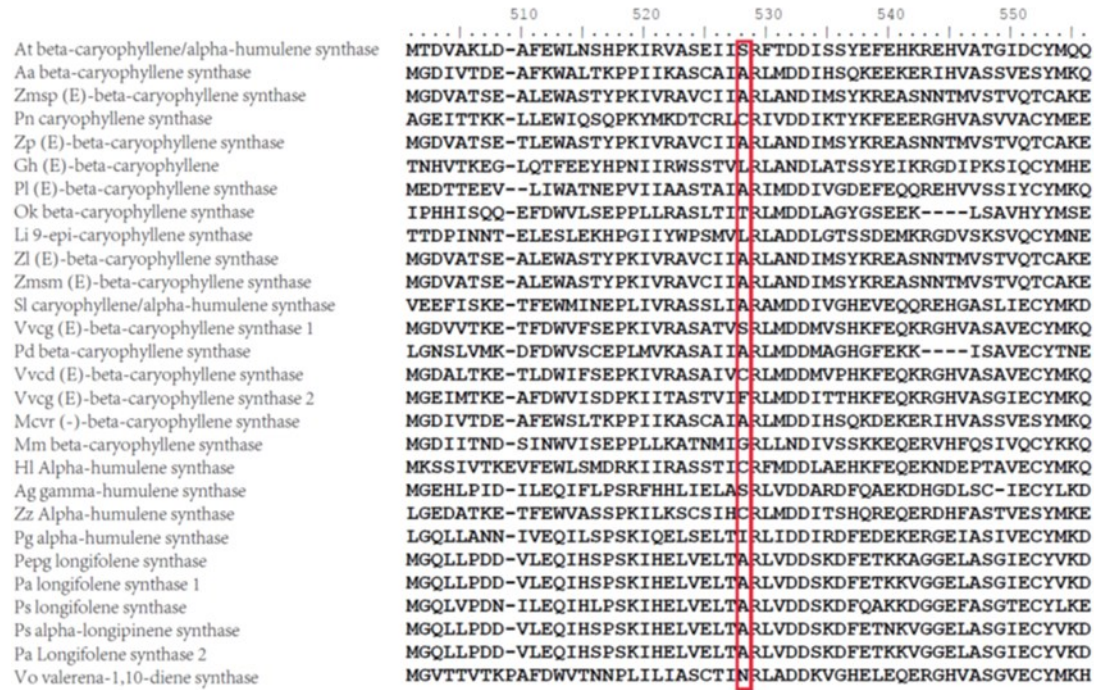 510 520 530 540 550
At beta-caryophyllene/alpha-humulene synthase MTDVAKLD-AFEWLNSHPKIRVASEIISRFTDDISSYEFEHKREHVATGIDCYMQQ
Aa beta-caryophyllene synthase MGDIVTDE-AFKWALTKPPIIKASCAIARLMDDIHSQKEEKERIHVASSVESYMKQ
Zmsp (E)-beta-caryophyllene synthase MGDVATSE-ALEWASTYPKIVRAVCIIARLANDIMSYKREASNNTMVSTVQTCAKE
Pn caryophyllene synthase AGEITTKK-LLEWIQSQPKYMKDTCRLCRIVDDIKTYKFEEERGHVASVVACYMEE
Zp (E)-beta-caryophyllene synthase MGDVATSE-TLEWASTYPKIVRAVCIIARLANDIMSYKREASNNTMVSTVQTCAKE
Gh (E)-beta-caryophyllene TNHVTKEG-LQTFEEYHPNIIRWSSTVLRLANDLATSSYEIKRGDIPKSIQCYMHE
Pl (E)-beta-caryophyllene synthase MEDTTEEV--LIWATNEPVIIAASTAIARIMDDIVGDEFEQQREHVVSSIYCYMKQ
Ok beta-caryophyllene synthase IPHHISQQ-EFDWVLSEPPLLRASLTITRLMDDLAGYGSEEK----LSAVHYYMSE
Li 9-epi-caryophyllene synthase TTDPINNT-ELESLEKHPGIIYWPSMVLRLADDLGTSSDEMKRGDVSKSVQCYMNE
Zl (E)-beta-caryophyllene synthase MGDVATSE-ALEWASTYPKIVRAVCIIARLANDIMSYKREASNNTMVSTVQTCAKE
Zmsm (E)-beta-caryophyllene synthase MGDVATSE-ALEWASTYPKIVRAVCIIARLANDIMSYKREASNNTMVSTVQTCAKE
Sl caryophyllene/alpha-humulene synthase VEEFISKE-TFEWMINEPLIVRASSLIARAMDDIVGHEVEQQREHGASLIECYMKD
Vvcg (E)-beta-caryophyllene synthase 1 MGDVVTKE-TFDWVFSEPKIVRASATVSRLMDDMVSHKFEQKRGHVASAVECYMKQ
Pd beta-caryophyllene synthase LGNSLVMK-DFDWVSCEPLMVKASAIIARLMDDMAGHGFEKK----ISAVECYTNE
Vvcd (E)-beta-caryophyllene synthase MGDALTKE-TLDWIFSEPKIVRASAIVCRLMDDMVPHKFEQKRGHVASAVECYMKQ
Vvcg (E)-beta-caryophyllene synthase 2 MGEIMTKE-AFDWVISDPKIITASTVIFRLMDDITTHKFEQKRGHVASGIECYMKQ
Mcvr (-)-beta-caryophyllene synthase MGDIVTDE-AFEWSLTKPPIIKASCAIARLMDDIHSQKDEKERIHVASSVESYMKQ
Mm beta-caryophyllene synthase MGDIITND-SINWVISEPPLLKATNMIGRLLNDIVSSKKEQERVHFQSIVQCYKKQ
Hl Alpha-humulene synthase MKSSIVTKEVFEWLSMDRKIIRASSTICRFMDDLAEHKFEQEKNDEPTAVECYMKQ
Ag gamma-humulene synthase MGEHLPID-ILEQIFLPSRFHHLIELASRLVDDARDFQAEKDHGDLSC-IECYLKD
Zz Alpha-humulene synthase LGEDATKE-TFEWVASSPKILKSCSIHCRLMDDITSHQREQERDHFASTVESYMKE
Pg alpha-humulene synthase LGQLLANN-IVEQILSPSKIQELSELTIRLIDDIRDFEDEKERGEIASIVECYMKD
Pepg longifolene synthase MGQLLPDD-VLEQIHSPSKIHELVELTARLVDDSKDFETKKAGGELASGIECYVKD
Pa longifolene synthase 1 MGQLLPDD-VLEQIHSPSKIHELVELTARLVDDSKDFETKKVGGELASGIECYVKD
Ps longifolene synthase MGQLVPDN-ILEQIHLPSKIHELVELTARLVDDSKDFQAKKDGGEFASGTECYLKE
Ps alpha-longipinene synthase MGQLLPDD-VLEQIHSPSKIHELVELTARLVDDSKDFETNKVGGELASGIECYVKD
Pa Longifolene synthase 2 MGQLLPDD-VLEQIHSPSKIHELVELTARLVDDSKDFETKKVGGELASGIECYVKD
Vo valerena-1,10-diene synthase MGVTTVTKPAFDWVTNNPLILIASCTINRLADDKVGHELEQERGHVASGVECYMKH